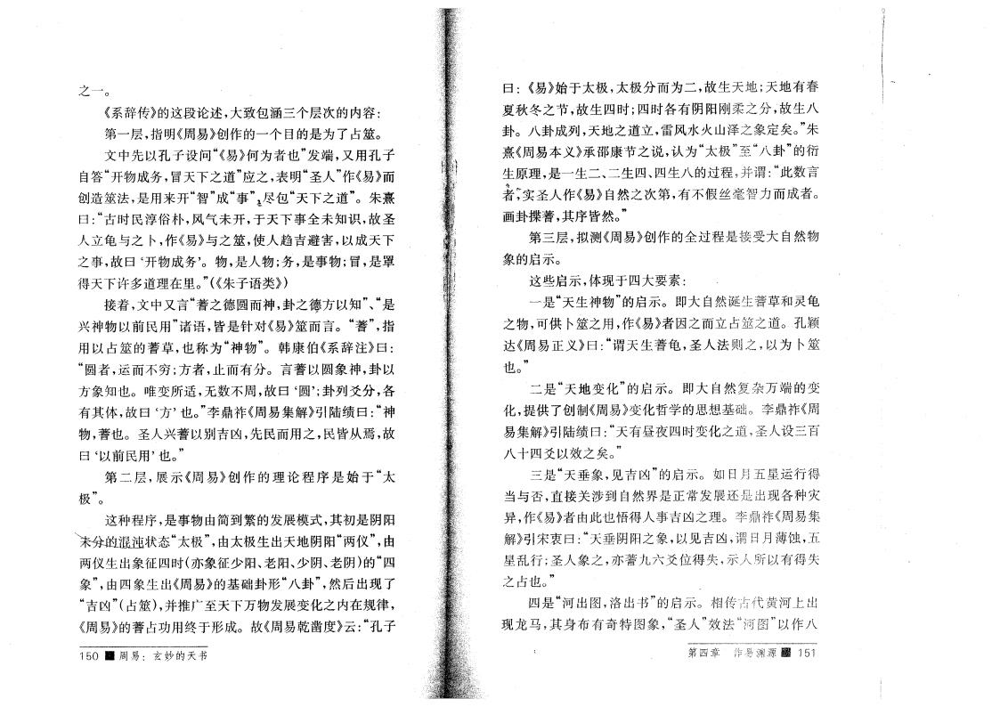 之一。
《系辞传》的这段论述,大致包涵三个层次的内容:
第一层,指明《周易》创作的一个目的是为了占筮。
文中先以孔子设问“《易》何为者也”发端,又用孔子
自答“开物成务,冒天下之道”应之,表明“圣人”作《易》而
创造筮法,是用来开“智”成“事”,尽包“天下之道”。朱熹
曰:“古时民淳俗朴,风气未开,于天下事全未知识,故圣
人立龟与之卜,作《易》与之筮,使人趋吉避害,以成天下
之事,故曰‘开物成务’。物,是人物;务,是事物;冒,是罩
得天下许多道理在里。”(《朱子语类》)
接着,文中又言“蓍之德圆而神,卦之德方以知”、“是
兴神物以前民用”诸语,皆是针对《易》筮而言。“蓍”,指
用以占筮的蓍草,也称为“神物”。韩康伯《系辞注》曰:
“圆者,运而不穷;方者,止而有分。言蓍以圆象神,卦以
方象知也。唯变所适,无数不周,故曰‘圆’;卦列爻分,各
有其体,故曰‘方’也。”李鼎祚《周易集解》引陆绩曰:“神
物,蓍也。圣人兴蓍以别吉凶,先民而用之,民皆从焉,故
曰‘以前民用’也。”
第二层,展示《周易》创作的理论程序是始于“太
极”。
这种程序,是事物由简到繁的发展模式,其初是阴阳
未分的混沌状态“太极”,由太极生出天地阴阳“两仪”,由
两仪生出象征四时(亦象征少阳、老阳、少阴、老阴)的“四
象”,由四象生出《周易》的基础卦形“八卦”,然后出现了
“吉凶”(占筮),并推广至天下万物发展变化之内在规律,
《周易》的蓍占功用终于形成。故《周易乾凿度》云:“孔子
150 周易:玄妙的天书
曰:《易》始于太极,太极分而为二,故生天地;天地有春
夏秋冬之节,故生四时;四时各有阴阳刚柔之分,故生八
卦。八卦成列,天地之道立,雷风水火山泽之象定矣。”朱
熹《周易本义》承邵康节之说,认为“太极”至“八卦”的衍
生原理,是一生二、二生四、四生八的过程,并谓:“此数言
者,实圣人作《易》自然之次第,有不假丝毫智力而成者。
画卦揲蓍,其序皆然。”
第三层,拟测《周易》创作的全过程是接受大自然物
象的启示。
这些启示,体现于四大要素:
一是“天生神物”的启示。即大自然诞生蓍草和灵龟
之物,可供卜筮之用,作《易》者因之而立占筮之道。孔颖
达《周易正义》曰:“谓天生蓍龟,圣人法则之,以为卜筮
也。”
二是“天地变化”的启示。即大自然复杂万端的变
化,提供了创制《周易》变化哲学的思想基础。李鼎祚《周
易集解》引陆绩曰:“天有昼夜四时变化之道,圣人设三百
八十四爻以效之矣。”
三是“天垂象,见吉凶”的启示。如日月五星运行得
当与否,直接关涉到自然界是正常发展还是出现各种灾
异,作《易》者由此也悟得人事吉凶之理。李鼎祚《周易集
解》引宋衷曰:“天垂阴阳之象,以见吉凶,谓日月薄蚀,五
星乱行;圣人象之,亦著九六爻位得失,示人所以有得失
之占也。”
四是“河出图,洛出书”的启示。相传古代黄河上出
现龙马,其身布有奇特图象,“圣人”效法“河图”以作八
第四章 作易渊源 151